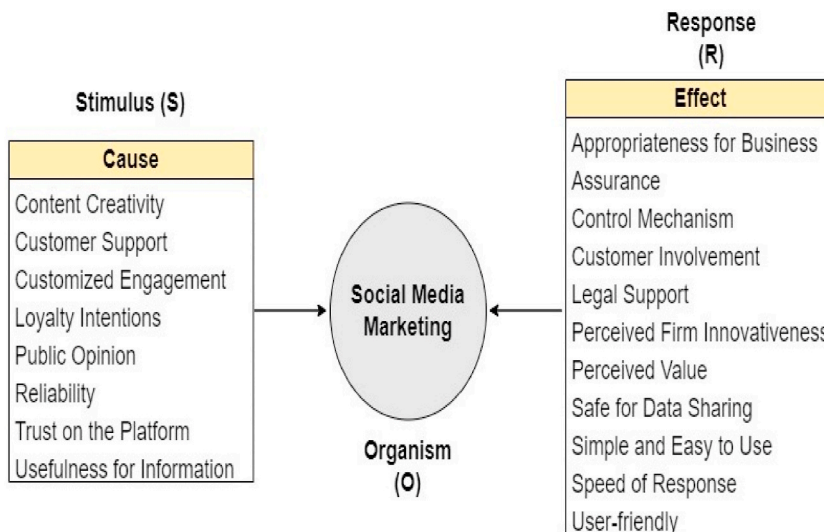 Stimulus (S)
Cause
Content Creativity
Customer Support
Customized Engagement
Loyalty Intentions
Public Opinion
Reliability
Trust on the Platform
Usefulness for Information
Social Media
Marketing
Organism
(O)
Response
(R)
Effect
Appropriateness for Business
Assurance
Control Mechanism
Customer Involvement
Legal Support
Perceived Firm Innovativeness
Perceived Value
Safe for Data Sharing
Simple and Easy to Use
Speed of Response
User-friendly